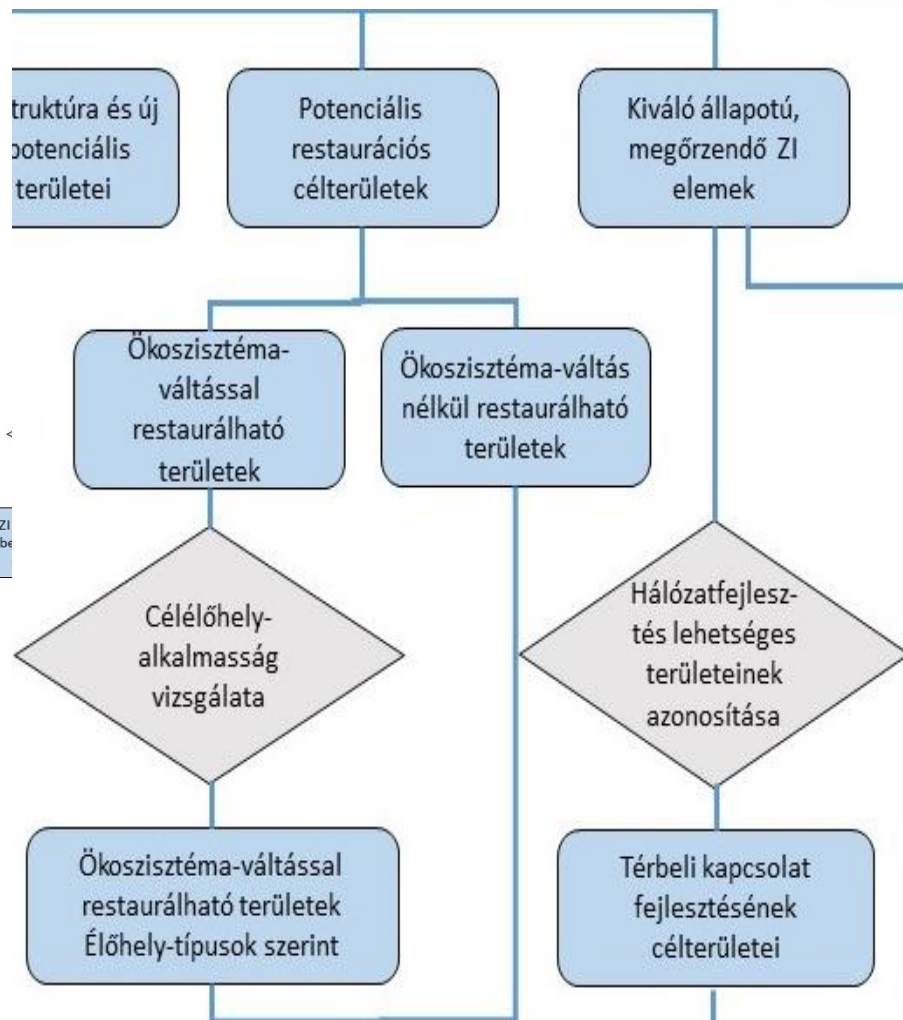 truktúra és új
potenciális
területei
Potenciális
restaurációs
célterületek
Kiváló állapotú,
megőrzendő ZI
elemek
Ökoszisztéma-
váltással
restaurálható
területek
Ökoszisztéma-váltás
nélkül restaurálható
területek
<
ZI
be
Célélőhely-
alkalmasság
vizsgálata
Hálózatfejlesz-
tés lehetséges
területeinek
azonosítása
Ökoszisztéma-váltással
restaurálható területek
Élőhely-típusok szerint
Térbeli kapcsolat
fejlesztésének
célterületei